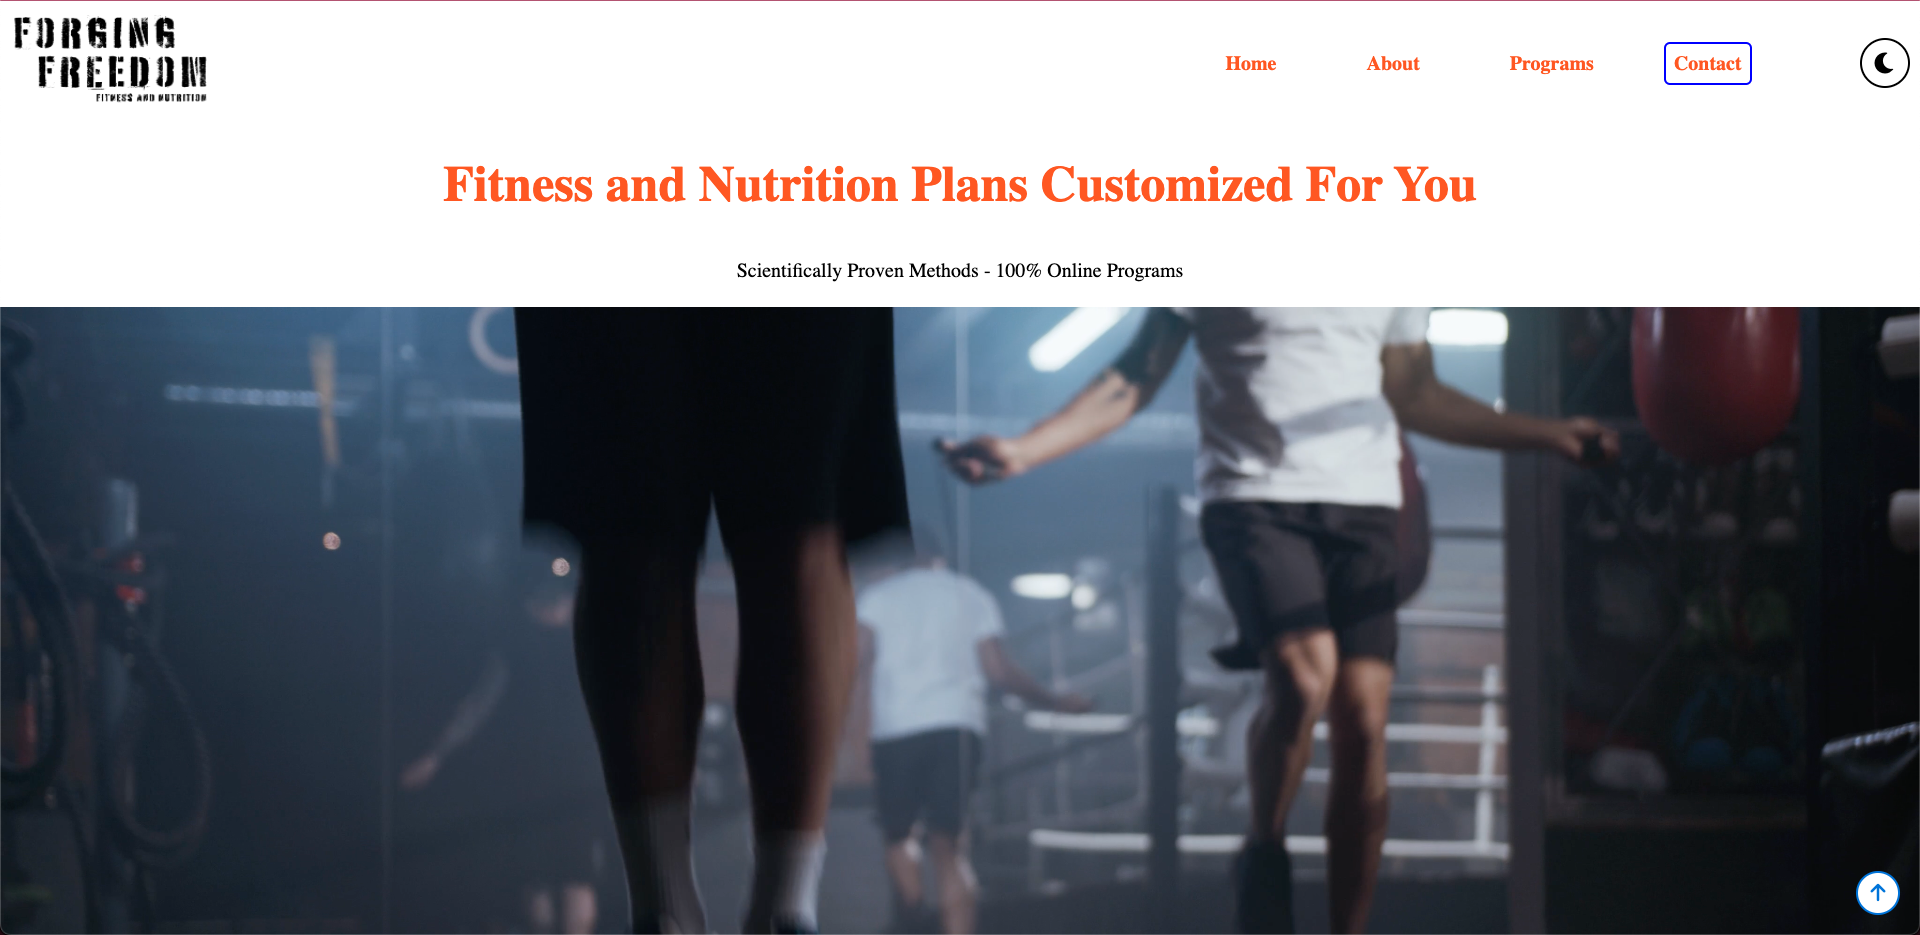 FORGING
FREEDOM
FITNESS AND NUTRITION
Home
About
Programs
Contact
Fitness and Nutrition Plans Customized For You
Scientifically Proven Methods - 100% Online Programs